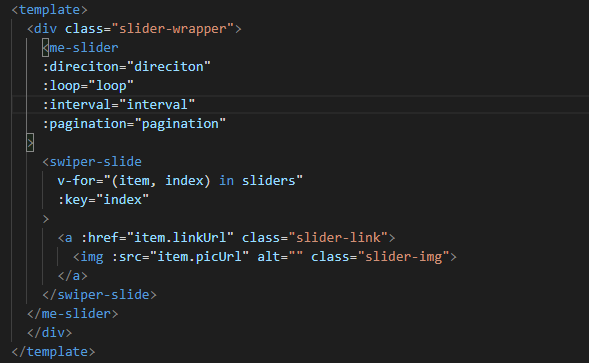 <template>
<div class="slider-wrapper">
<me-slider
:direciton="direciton"
:loop="loop"
:interval="interval"
:pagination="pagination"
>
<swiper-slide
v-for="(item, index) in sliders"
:key="index"
>
<a :href="item.linkUrl" class="slider-link">
<img :src="item.picUrl" alt="" class="slider-img">
</a>
</swiper-slide>
</me-slider>
</div>
</template>